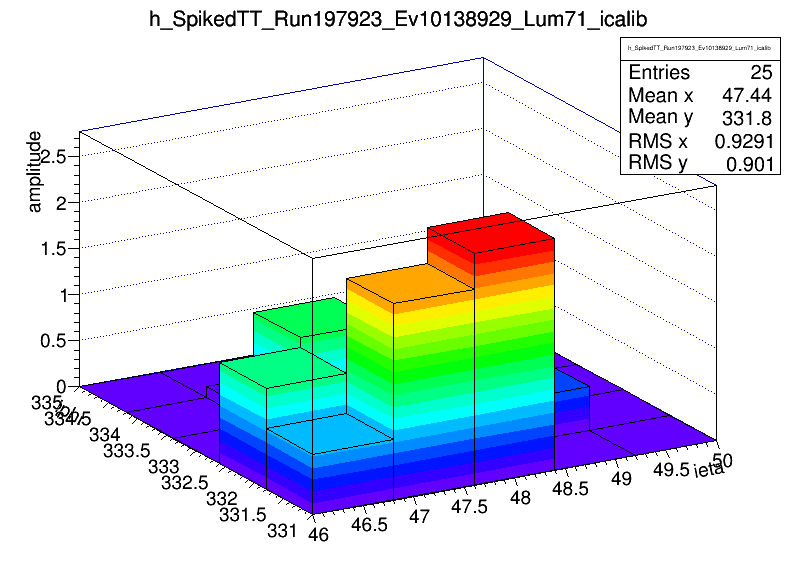 h_SpikedTT_Run197923_Ev10138929_Lum71_icalib
h_SpikedTT_Run197923_Ev10138929_Lum71_icalib
Entries 25
Mean x 47.44
Mean y 331.8
RMS x 0.9291
RMS y 0.901
amplitude
2.5
2
1.5
1
0.5
0
335
334.5
334
333.5
333
332.5
332
331.5
331
46
46.5
47
47.5
48
48.5
49
49.5
50
ieta